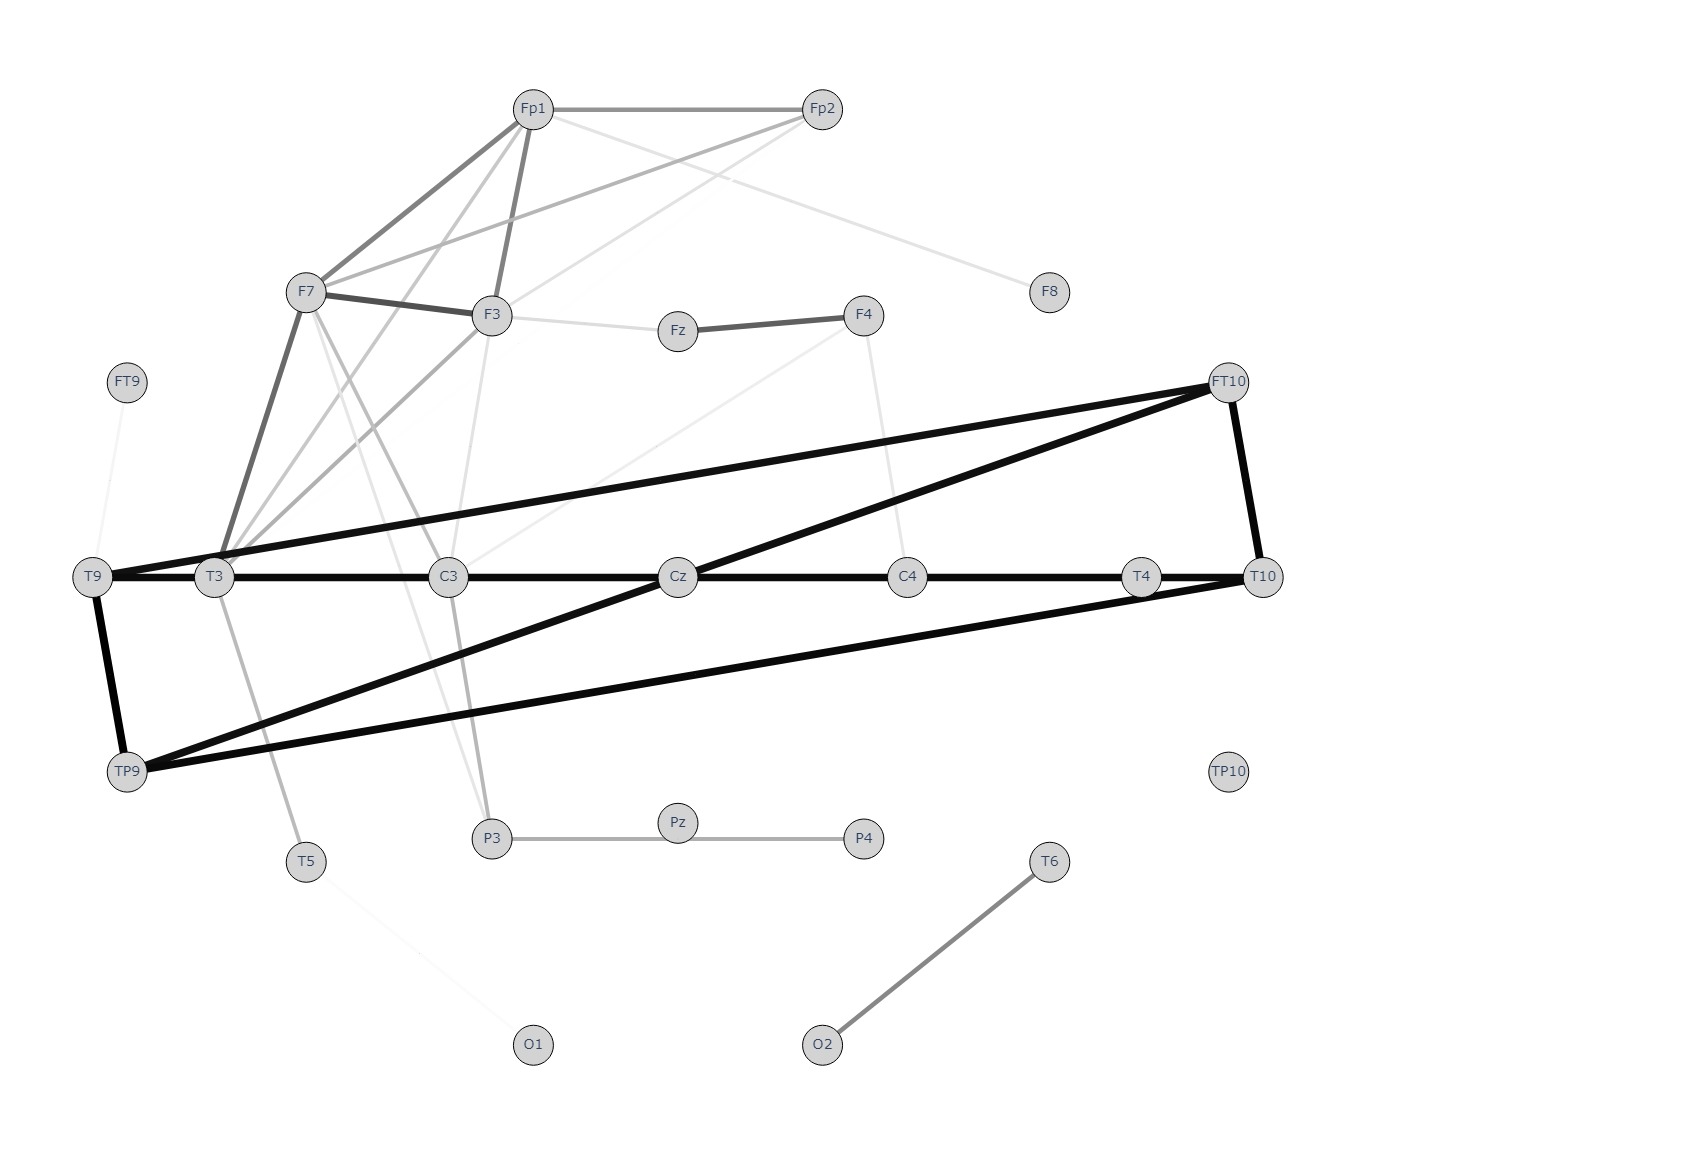 Fp1 Fp2
F7 F3 Fz F4 F8
FT9 FT10
T9 T3 C3 Cz C4 T4 T10
TP9 TP10
T5 P3 Pz P4 T6
O1 O2